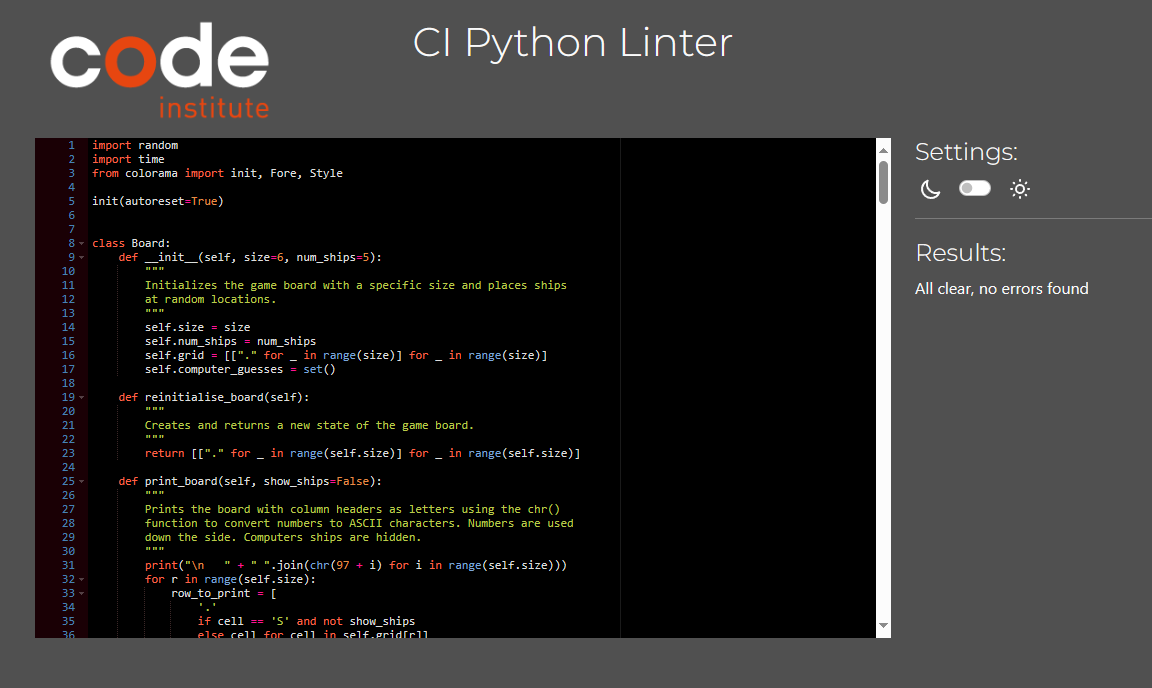 code
institute
CI Python Linter
1 import random
2 import time
3 from colorama import init, Fore, Style
4
5 init(autoreset=True)
6
7
8 class Board:
9     def __init__(self, size=6, num_ships=5):
10         """
11         Initializes the game board with a specific size and places ships
12         at random locations.
13         """
14         self.size = size
15         self.num_ships = num_ships
16         self.grid = [["." for _ in range(size)] for _ in range(size)]
17         self.computer_guesses = set()
18
19     def reinitialise_board(self):
20         """
21         Creates and returns a new state of the game board.
22         """
23         return [["." for _ in range(self.size)] for _ in range(self.size)]
24
25     def print_board(self, show_ships=False):
26         """
27         Prints the board with column headers as letters using the chr()
28         function to convert numbers to ASCII characters. Numbers are used
29         down the side. Computers ships are hidden.
30         """
31         print("\n   " + " ".join(chr(97 + i) for i in range(self.size)))
32         for r in range(self.size):
33             row_to_print = [
34                 '.'
35                 if cell == 'S' and not show_ships
36                 else cell for cell in self.grid[r]]
Settings:
Results:
All clear, no errors found